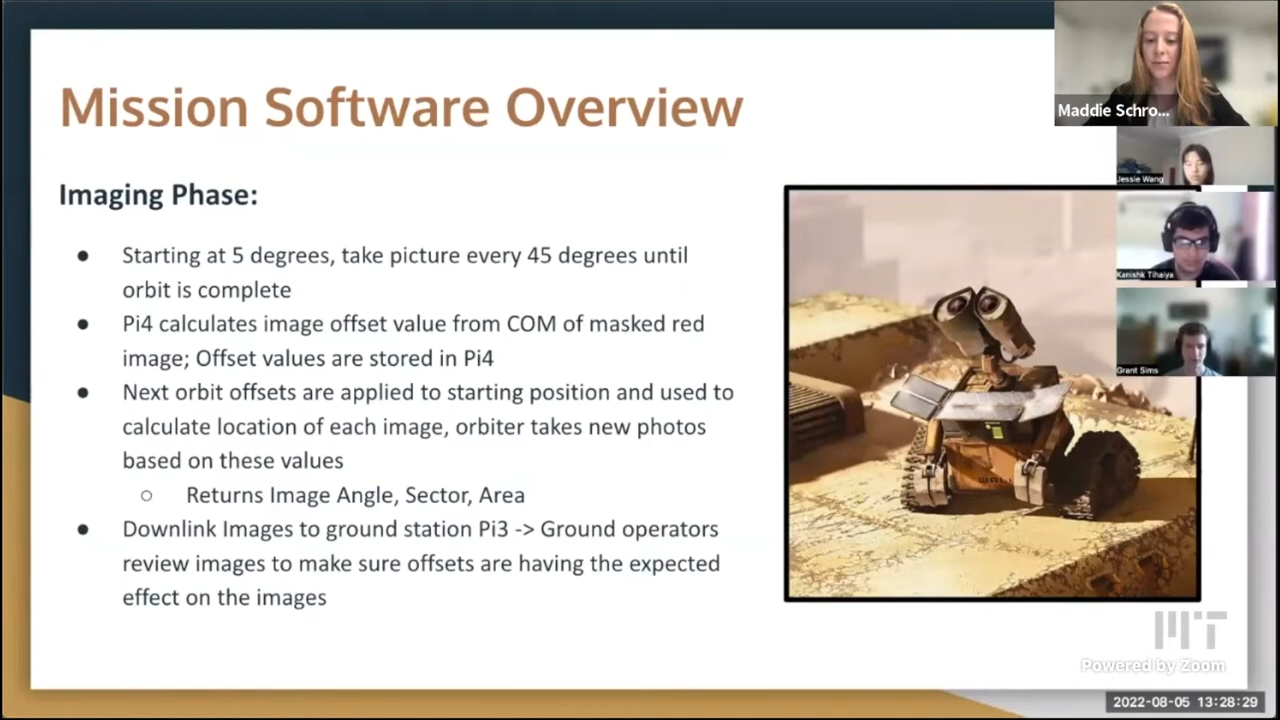 Mission Software Overview
Imaging Phase:
● Starting at 5 degrees, take picture every 45 degrees until
orbit is complete
● Pi4 calculates image offset value from COM of masked red
image; Offset values are stored in Pi4
● Next orbit offsets are applied to starting position and used to
calculate location of each image, orbiter takes new photos
based on these values
○ Returns Image Angle, Sector, Area
● Downlink Images to ground station Pi3 -> Ground operators
review images to make sure offsets are having the expected
effect on the images
Maddie Schro...
Jessie Wang
Kanishk Tihaiya
Grant Sims
WALL
MIT
Powered by Zoom
2022-08-05 13:28:29